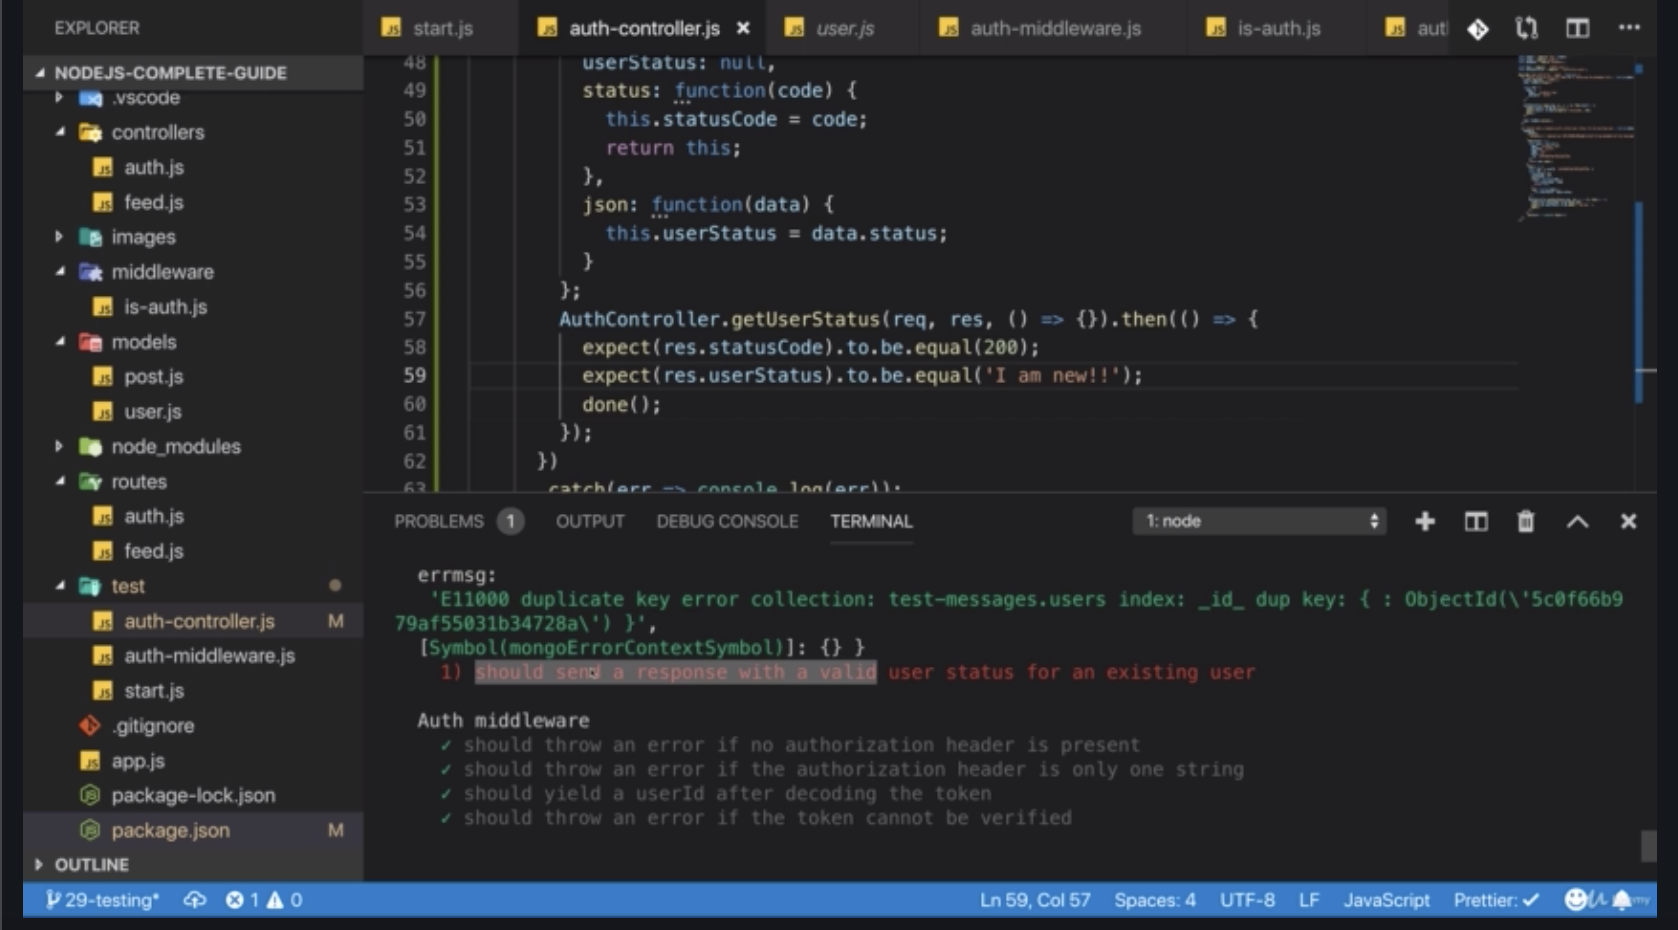 EXPLORER
start.js
auth-controller.js
user.js
auth-middleware.js
is-auth.js
aut
NODEJS-COMPLETE-GUIDE
.vscode
controllers
auth.js
feed.js
images
middleware
is-auth.js
models
post.js
user.js
node_modules
routes
auth.js
feed.js
test
auth-controller.js M
auth-middleware.js
start.js
.gitignore
app.js
package-lock.json
package.json M
OUTLINE
48 userStatus: null,
49 status: function(code) {
50 this.statusCode = code;
51 return this;
52 },
53 json: function(data) {
54 this.userStatus = data.status;
55 }
56 };
57 AuthController.getUserStatus(req, res, () => {}).then(() => {
58 expect(res.statusCode).to.be.equal(200);
59 expect(res.userStatus).to.be.equal('I am new!!');
60 done();
61 });
62 })
63 catch(err => console.log(err));
PROBLEMS 1 OUTPUT DEBUG CONSOLE TERMINAL 1: node
errmsg:
'E11000 duplicate key error collection: test-messages.users index: _id_ dup key: { : ObjectId(\'5c0f66b9
79af55031b34728a\') }',
[Symbol(mongoErrorContextSymbol)]: {} }
1) should send a response with a valid user status for an existing user
Auth middleware
✓ should throw an error if no authorization header is present
✓ should throw an error if the authorization header is only one string
✓ should yield a userId after decoding the token
✓ should throw an error if the token cannot be verified
29-testing* 1 0 Ln 59, Col 57 Spaces: 4 UTF-8 LF JavaScript Prettier: ✓